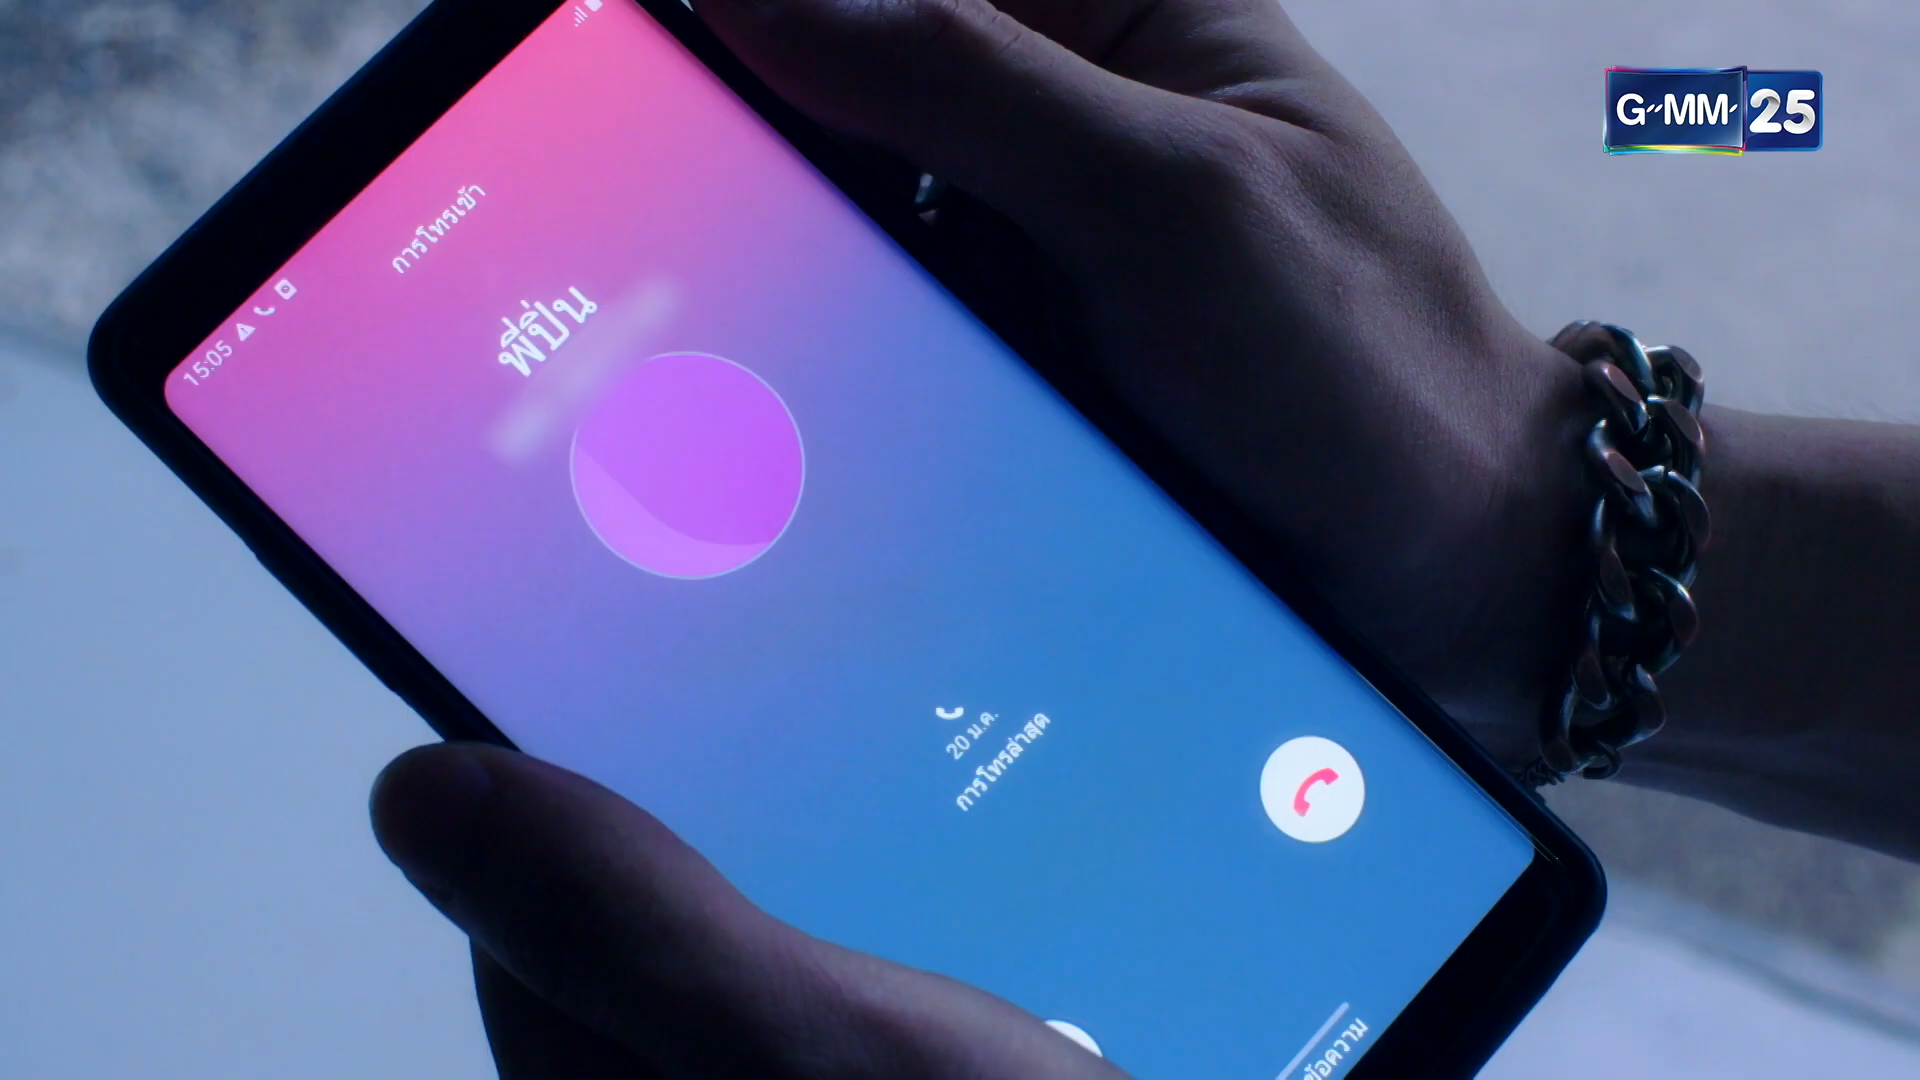 GMM 25
15:05
การโทรเข้า
พี่ปืน
20 ม.ค.
การโทรล่าสุด
ข้อความ